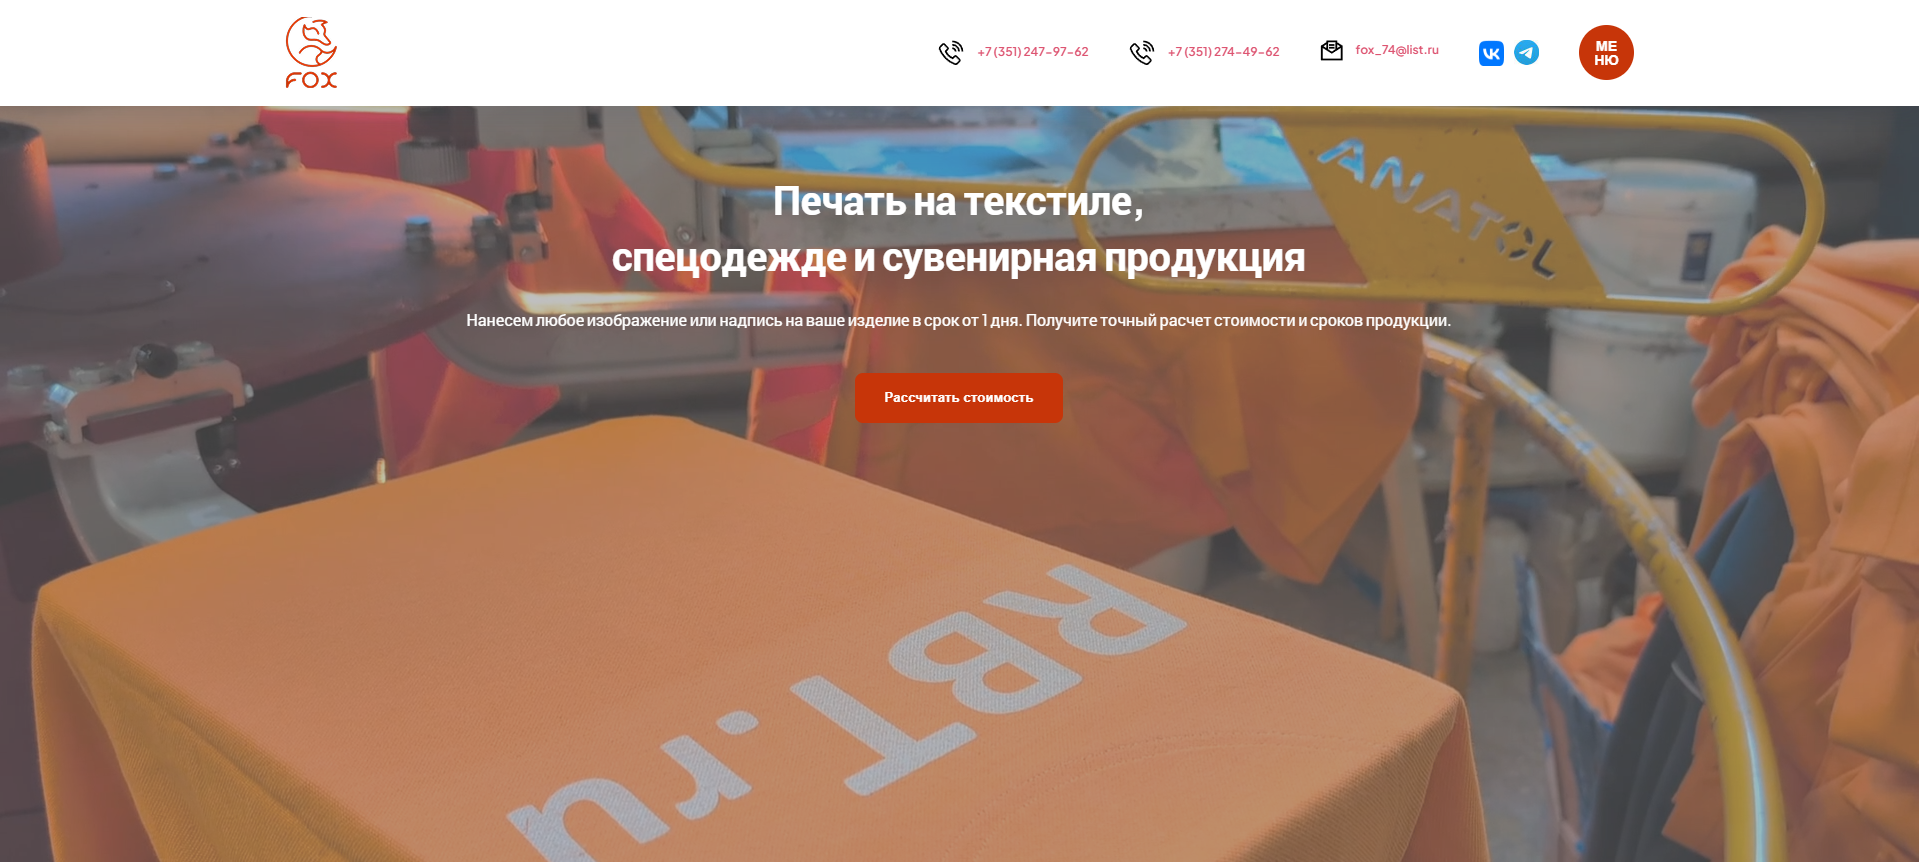 FOX
+7 (351) 247-97-62
+7 (351) 274-49-62
fox_74@list.ru
МЕ
НЮ
ANATOL
Печать на текстиле,
спецодежде и сувенирная продукция
Нанесем любое изображение или надпись на ваше изделие в срок от 1 дня. Получите точный расчет стоимости и сроков продукции.
Рассчитать стоимость
RBT.ru